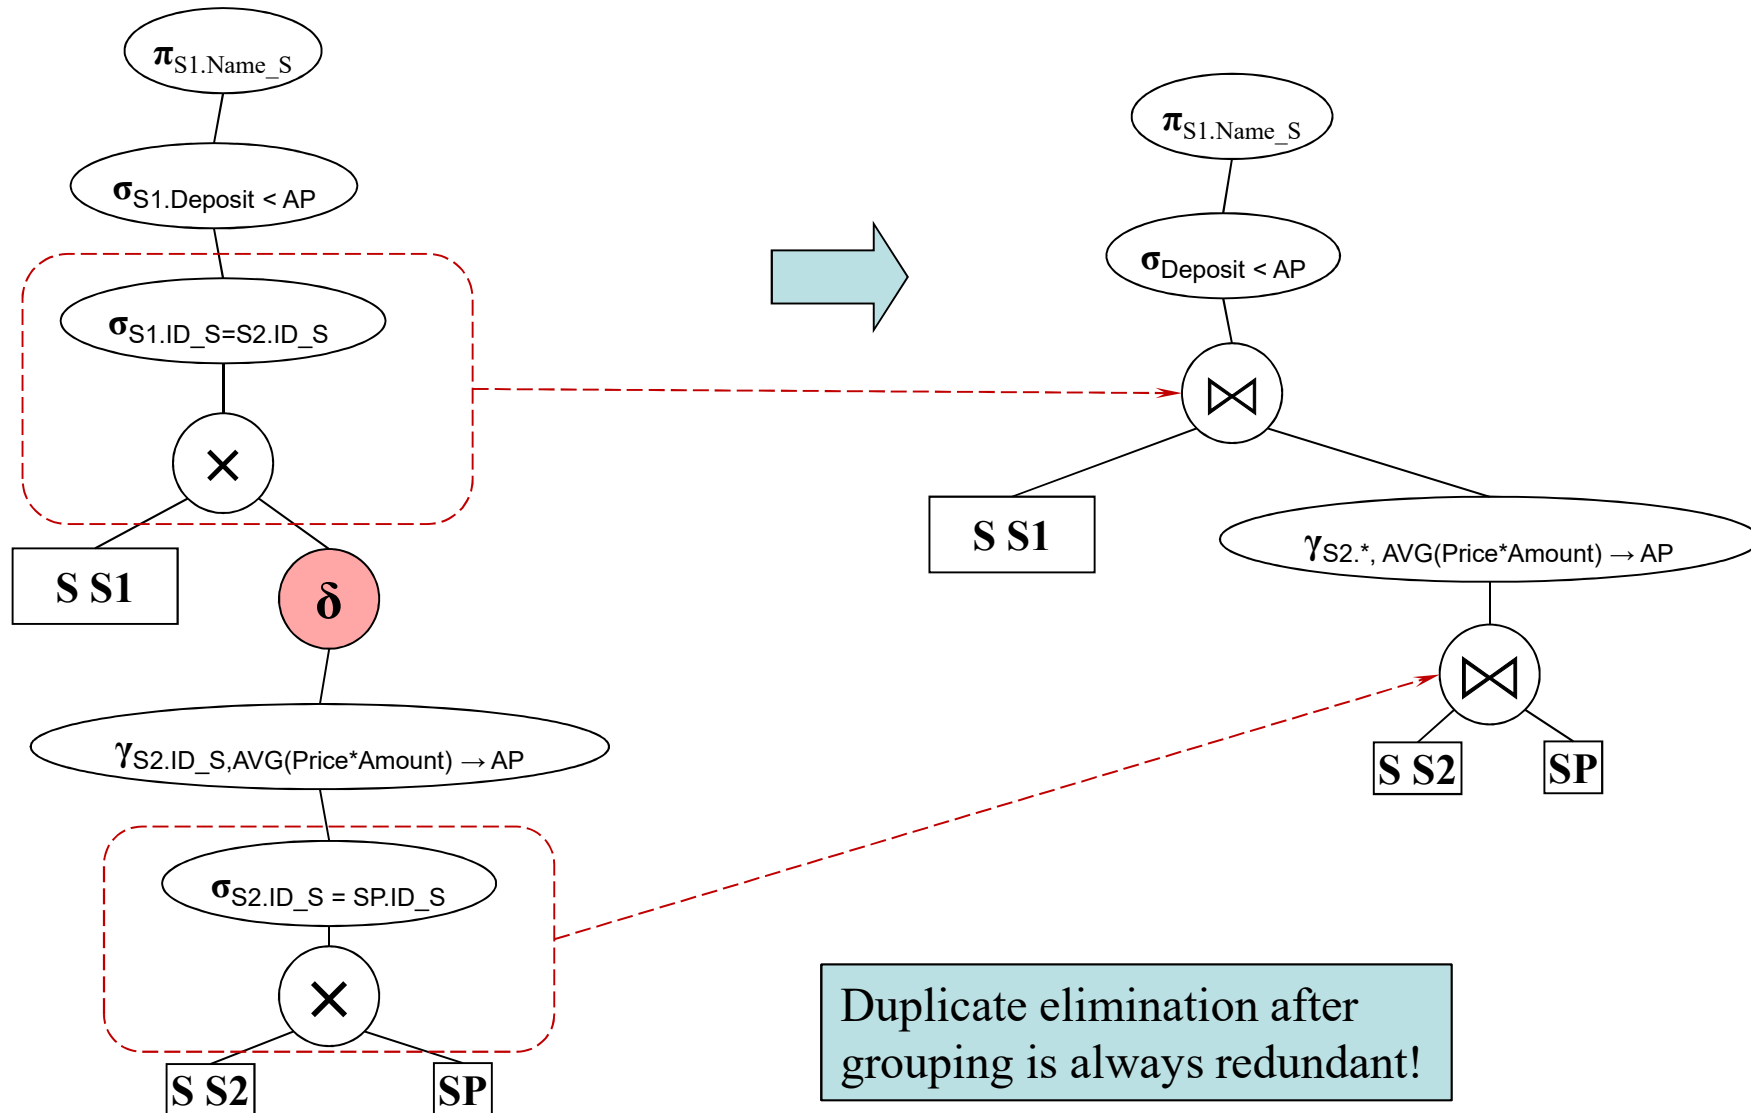 πS1.Name_S
σS1.Deposit < AP
σS1.ID_S=S2.ID_S
×
S S1
δ
γS2.ID_S,AVG(Price*Amount) → AP
σS2.ID_S = SP.ID_S
×
S S2
SP
πS1.Name_S
σDeposit < AP
⋈
S S1
γS2.*, AVG(Price*Amount) → AP
⋈
S S2
SP
Duplicate elimination after
grouping is always redundant!